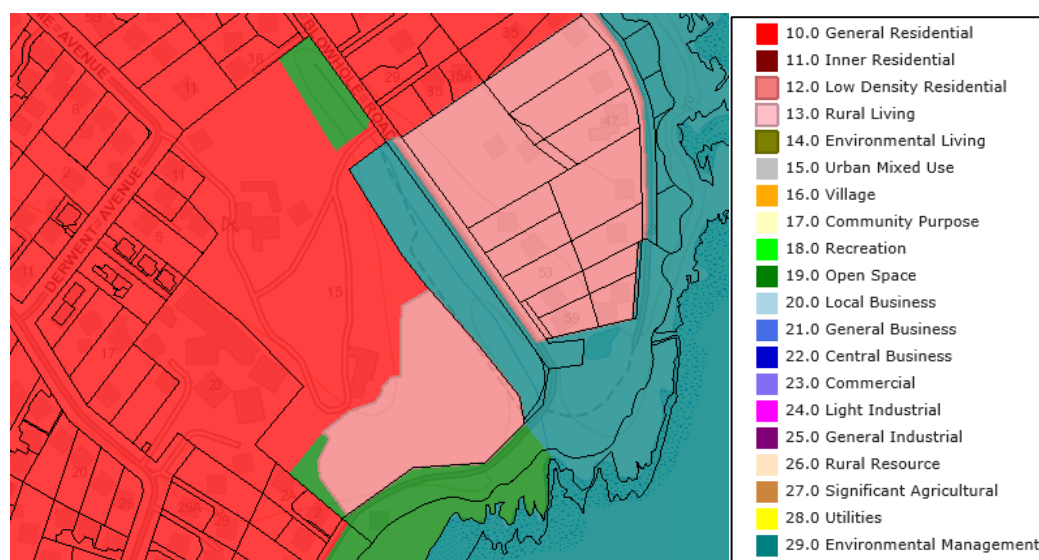 BLOWHOLE ROAD
DERWENT AVENUE
AVENUE
38
35
11
29
35A
35
47
2
11
5
11
15
53
59
17
23
20
2A
2
26
29A
29
10.0 General Residential
11.0 Inner Residential
12.0 Low Density Residential
13.0 Rural Living
14.0 Environmental Living
15.0 Urban Mixed Use
16.0 Village
17.0 Community Purpose
18.0 Recreation
19.0 Open Space
20.0 Local Business
21.0 General Business
22.0 Central Business
23.0 Commercial
24.0 Light Industrial
25.0 General Industrial
26.0 Rural Resource
27.0 Significant Agricultural
28.0 Utilities
29.0 Environmental Management